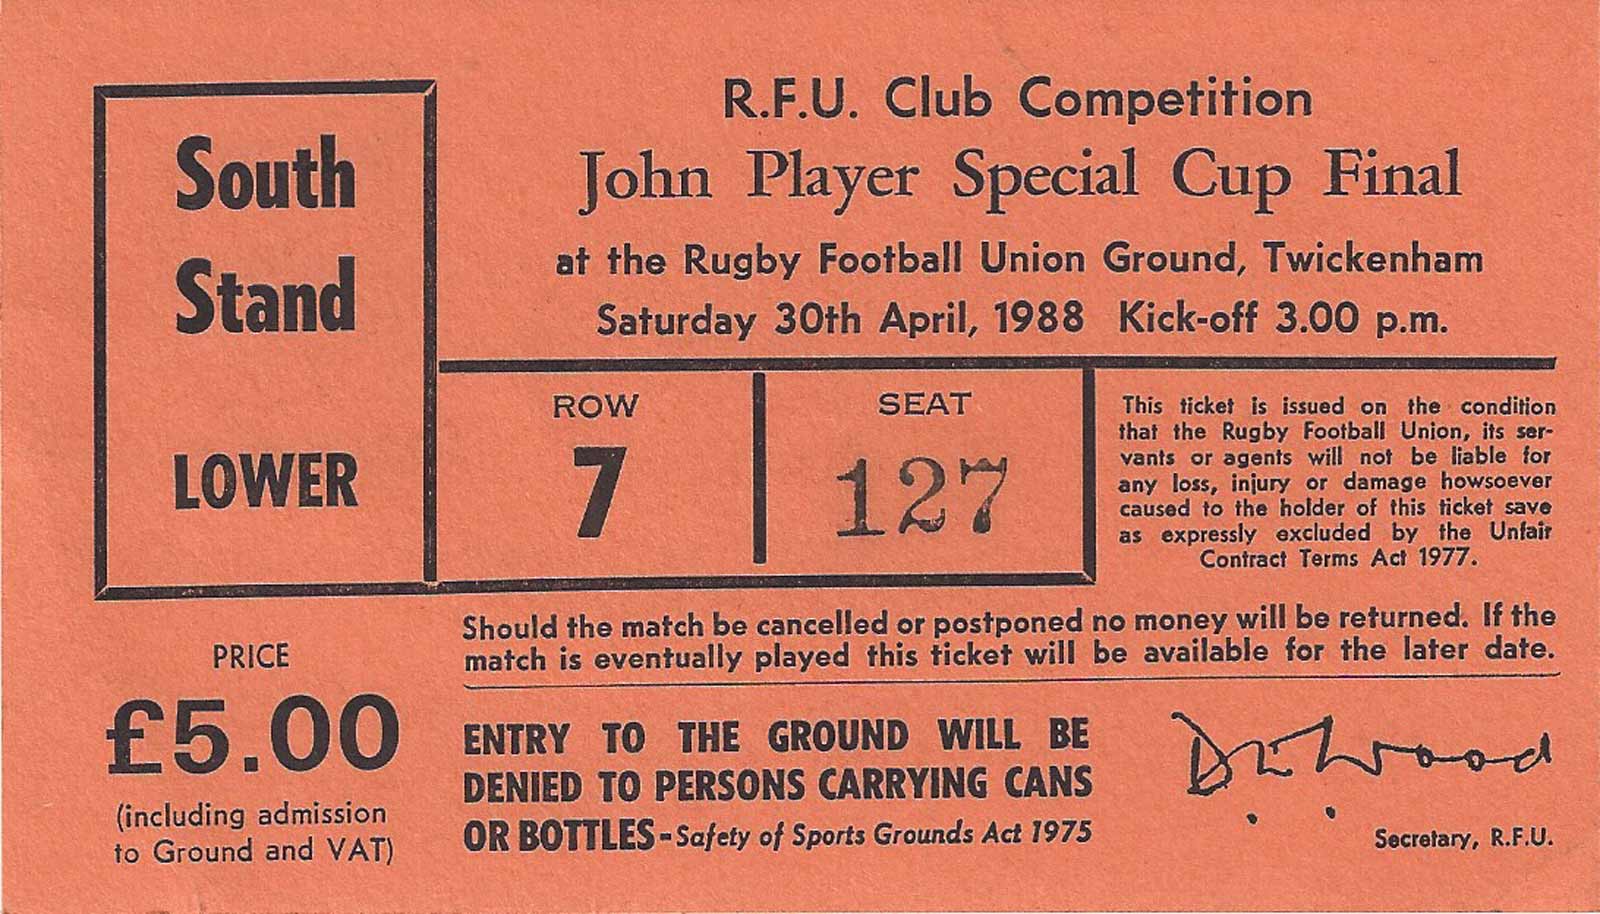 South
Stand
LOWER
R.F.U. Club Competition
John Player Special Cup Final
at the Rugby Football Union Ground, Twickenham
Saturday 30th April, 1988 Kick-off 3.00 p.m.
ROW
7
SEAT
127
This ticket is issued on the condition
that the Rugby Football Union, its ser-
vants or agents will not be liable for
any loss, injury or damage howsoever
caused to the holder of this ticket save
as expressly excluded by the Unfair
Contract Terms Act 1977.
Should the match be cancelled or postponed no money will be returned. If the
match is eventually played this ticket will be available for the later date.
PRICE
£5.00
(including admission
to Ground and VAT)
ENTRY TO THE GROUND WILL BE
DENIED TO PERSONS CARRYING CANS
OR BOTTLES-Safety of Sports Grounds Act 1975
Wood
Secretary, R.F.U.